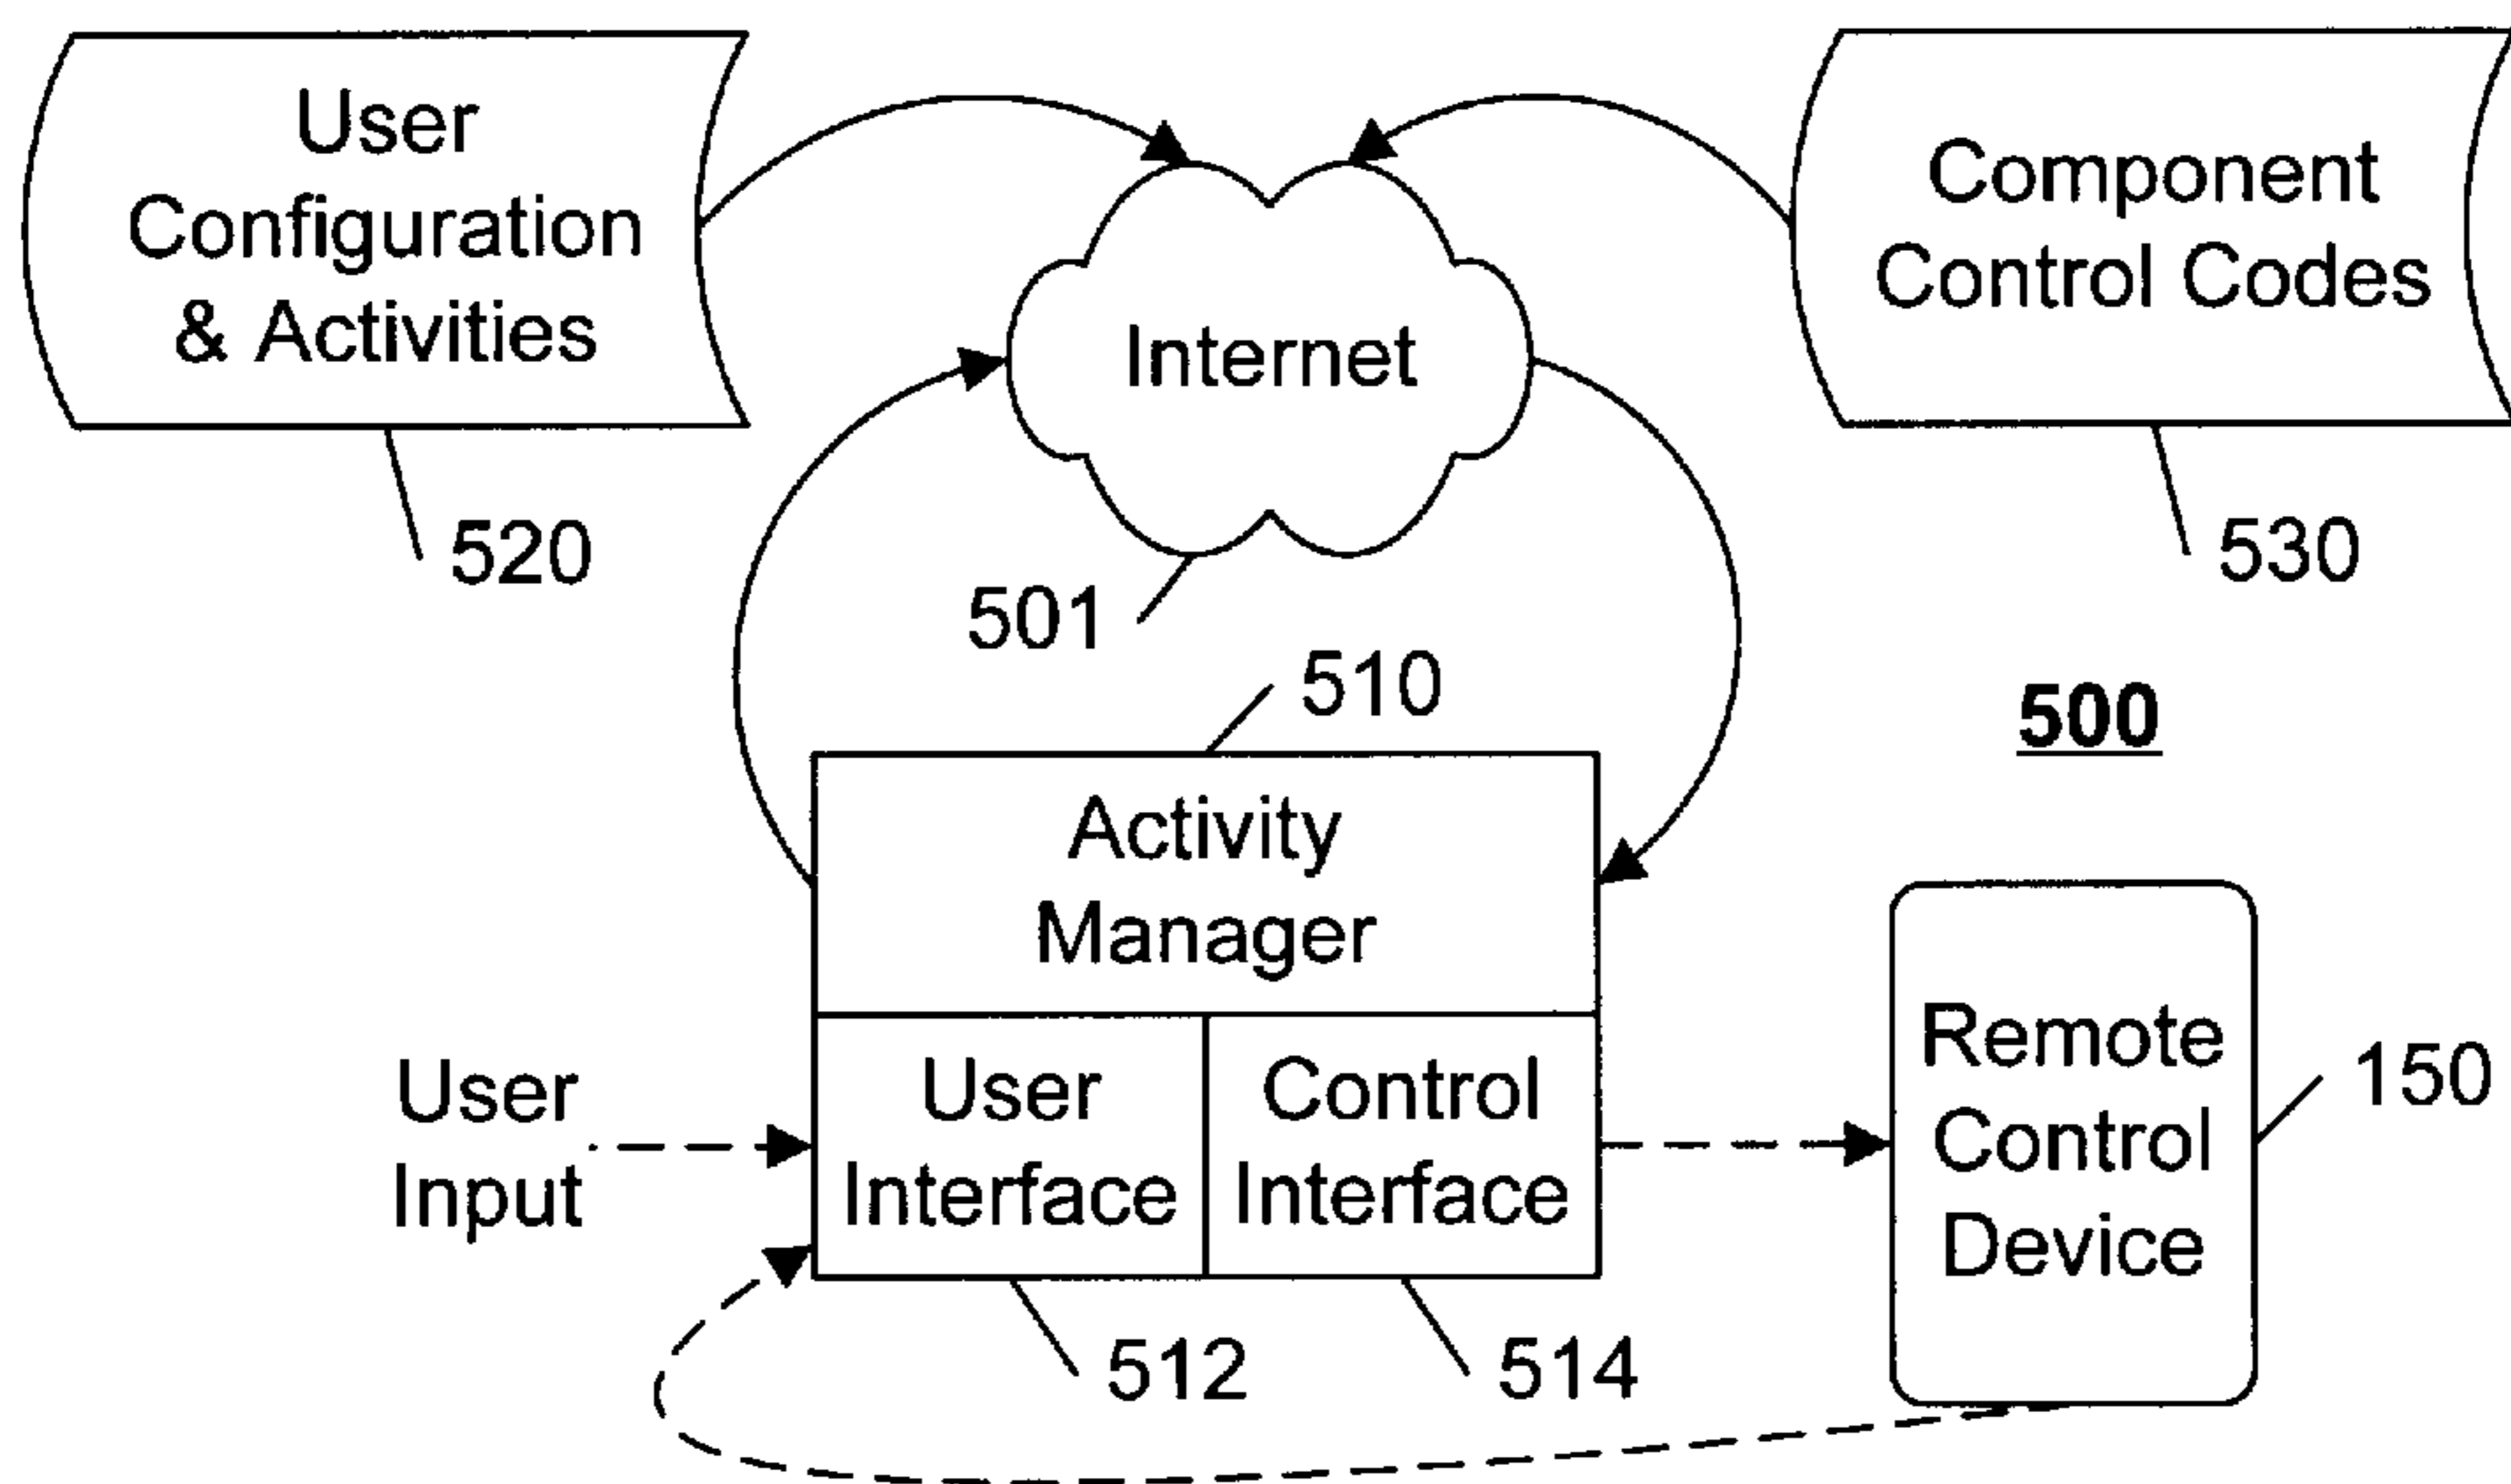 User
Configuration
& Activities
520
Internet
501
Component
Control Codes
530
510
500
Activity
Manager
User
Input
User
Interface
512
Control
Interface
514
Remote
Control
Device
150